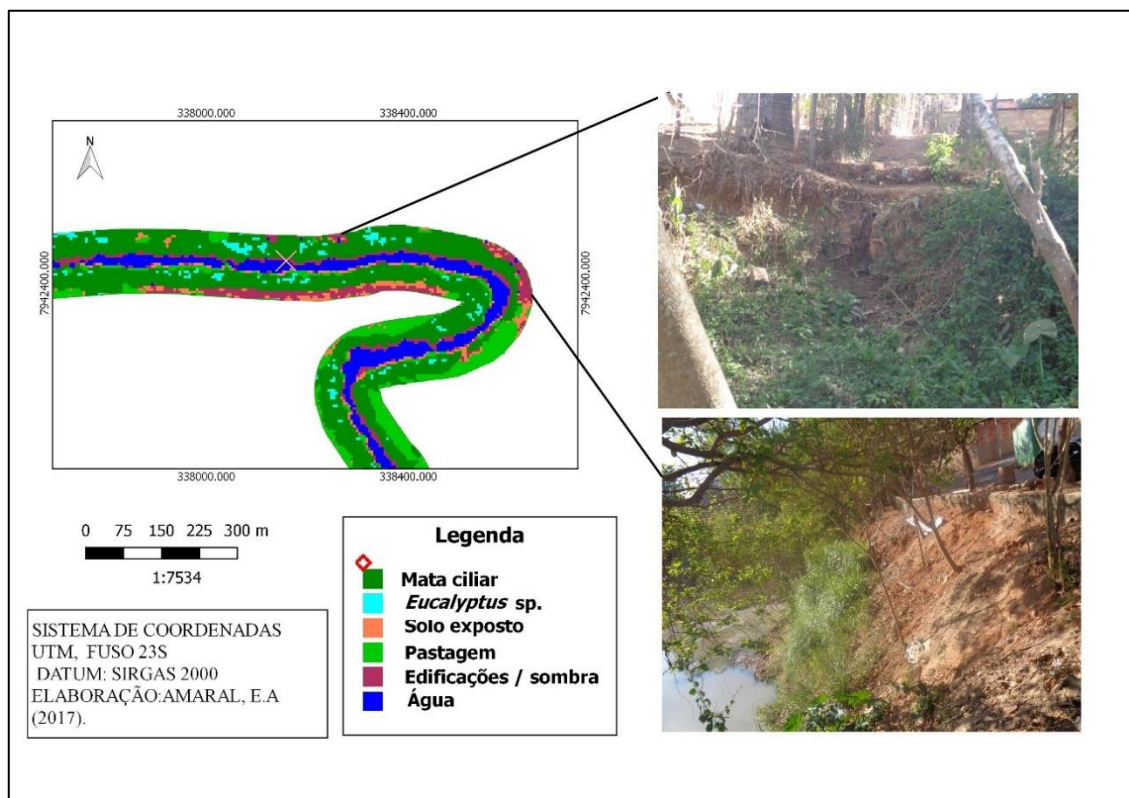 338000.000
338400.000
N
7942400.000
7942400.000
338000.000
338400.000
0 75 150 225 300 m
1:7534
Legenda
Mata ciliar
Eucalyptus sp.
Solo exposto
Pastagem
Edificações / sombra
Água
SISTEMA DE COORDENADAS
UTM, FUSO 23S
DATUM: SIRGAS 2000
ELABORAÇÃO:AMARAL, E.A
(2017).